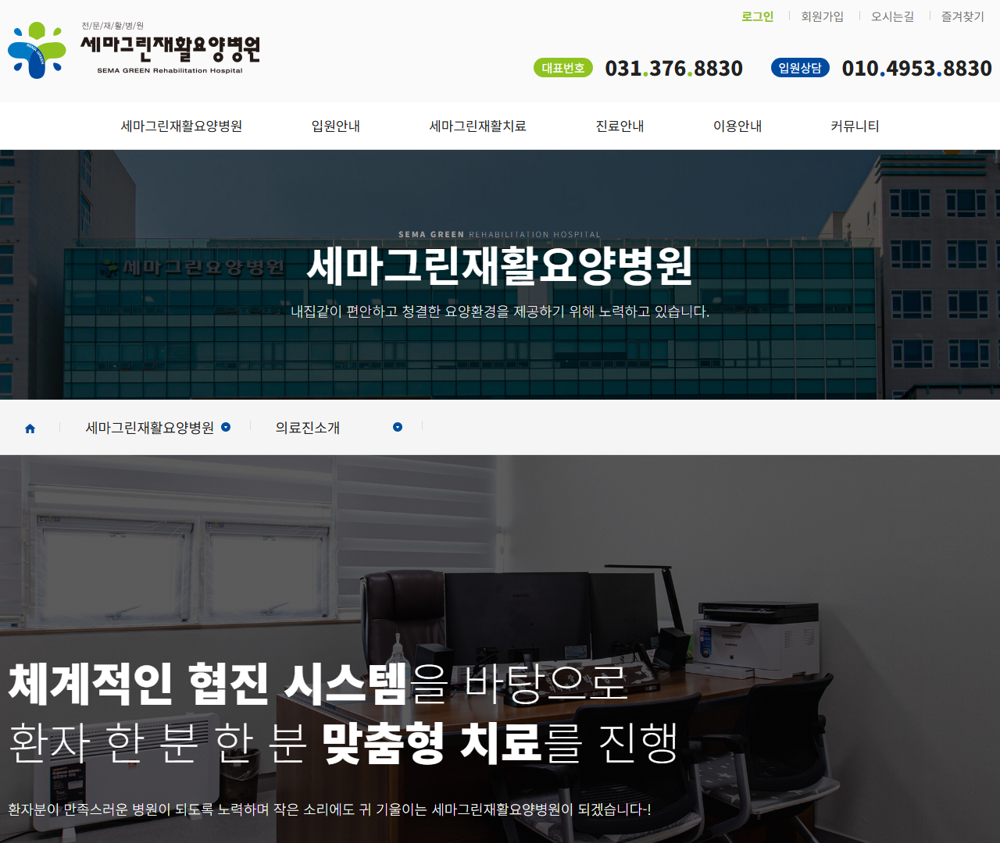 로그인 회원가입 오시는길 즐겨찾기
전/문/재/활/병/원
세마그린재활요양병원
SEMA GREEN Rehabilitation Hospital
SEMA GREEN
대표번호 031.376.8830 입원상담 010.4953.8830
세마그린재활요양병원 입원안내 세마그린재활치료 진료안내 이용안내 커뮤니티
SEMA GREEN REHABILITATION HOSPITAL
세마그린재활요양병원
세마그린재활요양병원
내집같이 편안하고 청결한 요양환경을 제공하기 위해 노력하고 있습니다.
세마그린재활요양병원 의료진소개
체계적인 협진 시스템을 바탕으로
환자 한 분 한 분 맞춤형 치료를 진행
환자분이 만족스러운 병원이 되도록 노력하며 작은 소리에도 귀 기울이는 세마그린재활요양병원이 되겠습니다-!